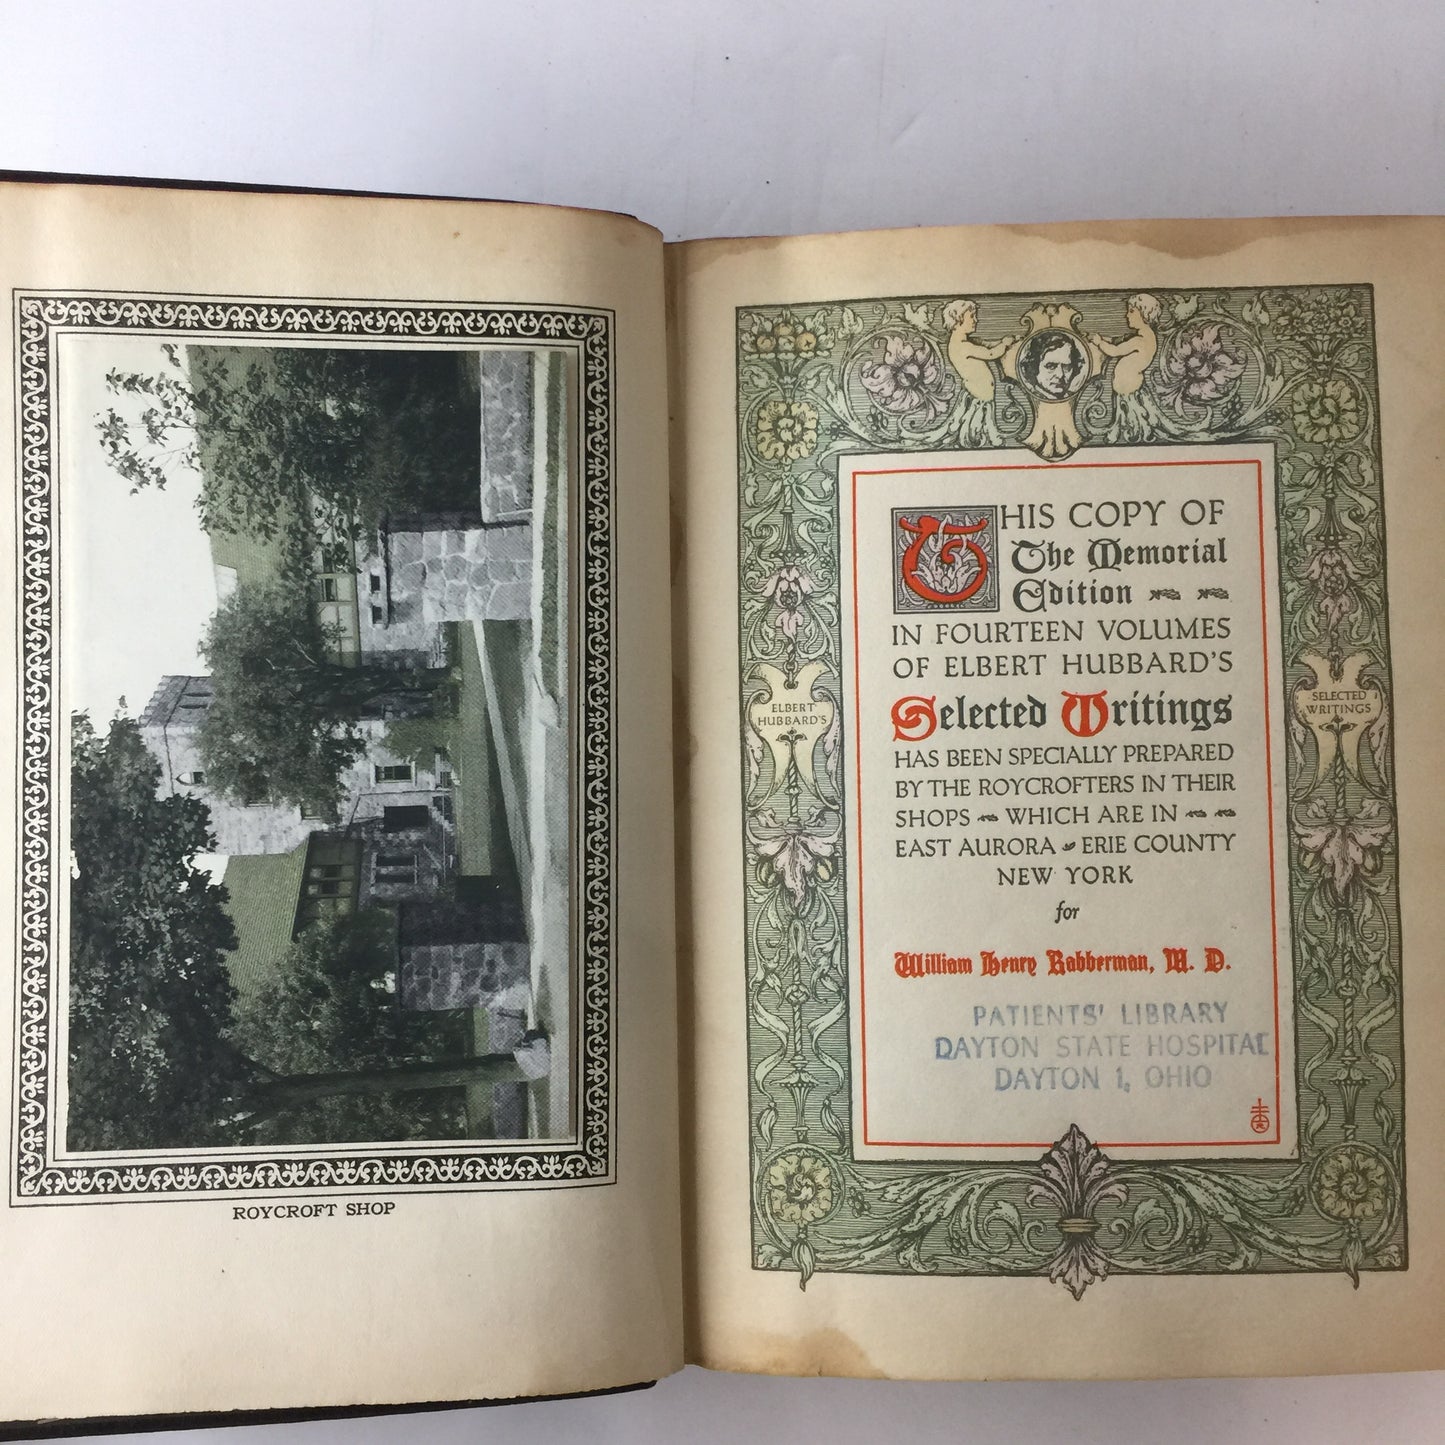 ROYCROFT SHOP
THIS COPY OF
The Memorial
Edition
IN FOURTEEN VOLUMES
OF ELBERT HUBBARD'S
Selected Writings
HAS BEEN SPECIALLY PREPARED
BY THE ROYCROFTERS IN THEIR
SHOPS WHICH ARE IN
EAST AURORA ERIE COUNTY
NEW YORK
for
William Henry Kabberman, M. D.
PATIENTS' LIBRARY
DAYTON STATE HOSPITAL
DAYTON 1, OHIO
ELBERT
HUBBARD'S
SELECTED
WRITINGS